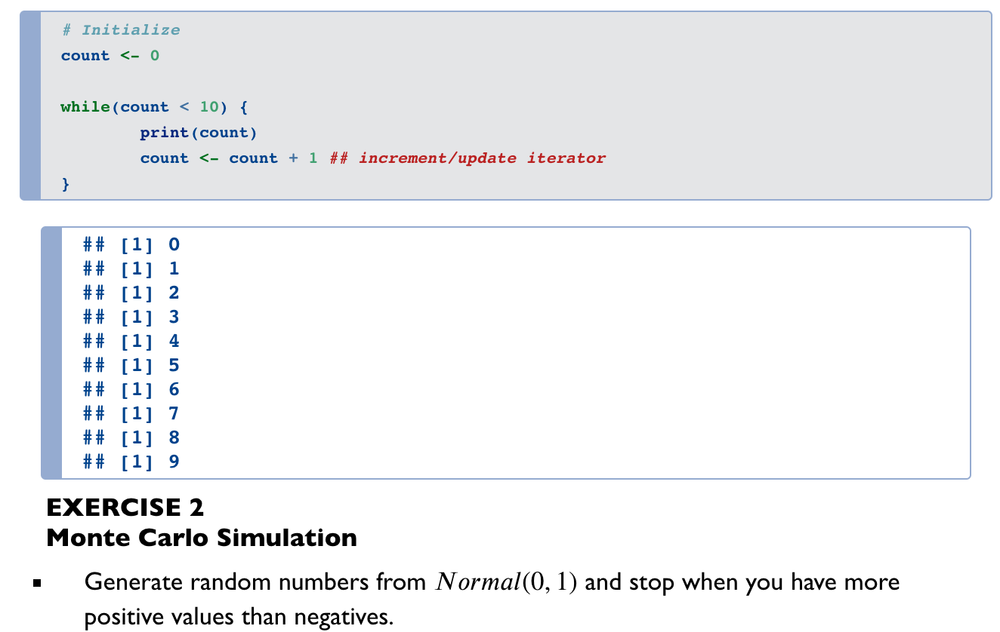 # Initialize
count <- 0
while(count < 10) {
print(count)
count <- count + 1 ## increment/update iterator
}
## [1] 0
## [1] 1
## [1] 2
## [1] 3
## [1] 4
## [1] 5
## [1] 6
## [1] 7
## [1] 8
## [1] 9
EXERCISE 2
Monte Carlo Simulation
▪ Generate random numbers from Normal(0, 1) and stop when you have more
positive values than negatives.